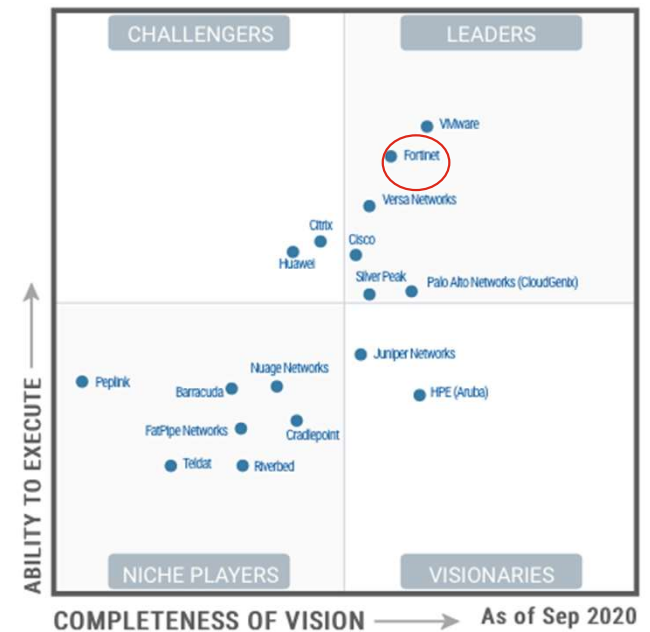 CHALLENGERS
LEADERS
VMware
Fortinet
Versa Networks
Citrix
Cisco
Huawei
Silver Peak
Palo Alto Networks (CloudGenix)
Juniper Networks
Nuage Networks
Peplink
Barracuda
HPE (Aruba)
FatPipe Networks
Cradlepoint
Teldat
Riverbed
NICHE PLAYERS
VISIONARIES
ABILITY TO EXECUTE
COMPLETENESS OF VISION
As of Sep 2020